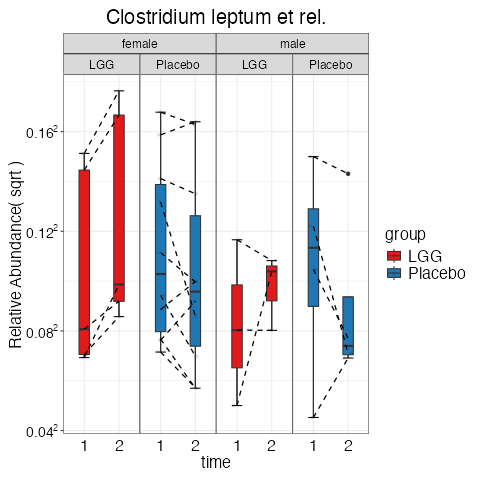 Clostridium leptum et rel.
female male
LGG Placebo LGG Placebo
0.16²
0.12²
0.08²
0.04²
Relative Abundance( sqrt )
1 2 1 2 1 2 1 2
time
group
LGG
Placebo